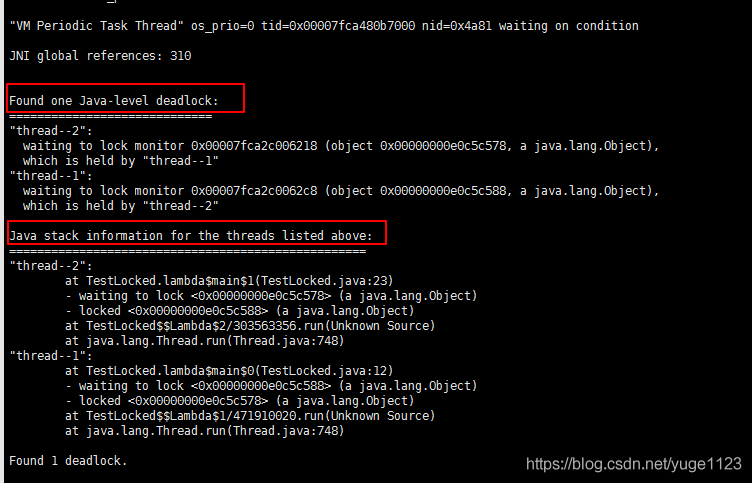 "VM Periodic Task Thread" os_prio=0 tid=0x00007fca480b7000 nid=0x4a81 waiting on condition
JNI global references: 310
Found one Java-level deadlock:
=============================
"thread--2":
  waiting to lock monitor 0x00007fca2c006218 (object 0x00000000e0c5c578, a java.lang.Object),
  which is held by "thread--1"
"thread--1":
  waiting to lock monitor 0x00007fca2c0062c8 (object 0x00000000e0c5c588, a java.lang.Object),
  which is held by "thread--2"
Java stack information for the threads listed above:
===================================================
"thread--2":
        at TestLocked.lambda$main$1(TestLocked.java:23)
        - waiting to lock <0x00000000e0c5c578> (a java.lang.Object)
        - locked <0x00000000e0c5c588> (a java.lang.Object)
        at TestLocked$$Lambda$2/303563356.run(Unknown Source)
        at java.lang.Thread.run(Thread.java:748)
"thread--1":
        at TestLocked.lambda$main$0(TestLocked.java:12)
        - waiting to lock <0x00000000e0c5c588> (a java.lang.Object)
        - locked <0x00000000e0c5c578> (a java.lang.Object)
        at TestLocked$$Lambda$1/471910020.run(Unknown Source)
        at java.lang.Thread.run(Thread.java:748)
Found 1 deadlock.
https://blog.csdn.net/yuge1123